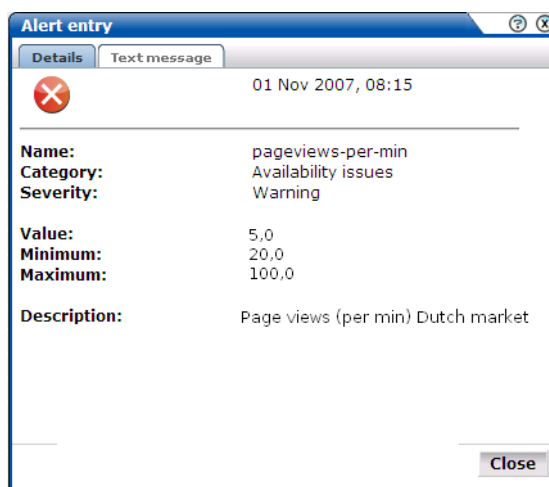 Alert entry
Details Text message
01 Nov 2007, 08:15
Name: pageviews-per-min
Category: Availability issues
Severity: Warning
Value: 5,0
Minimum: 20,0
Maximum: 100,0
Description: Page views (per min) Dutch market
Close